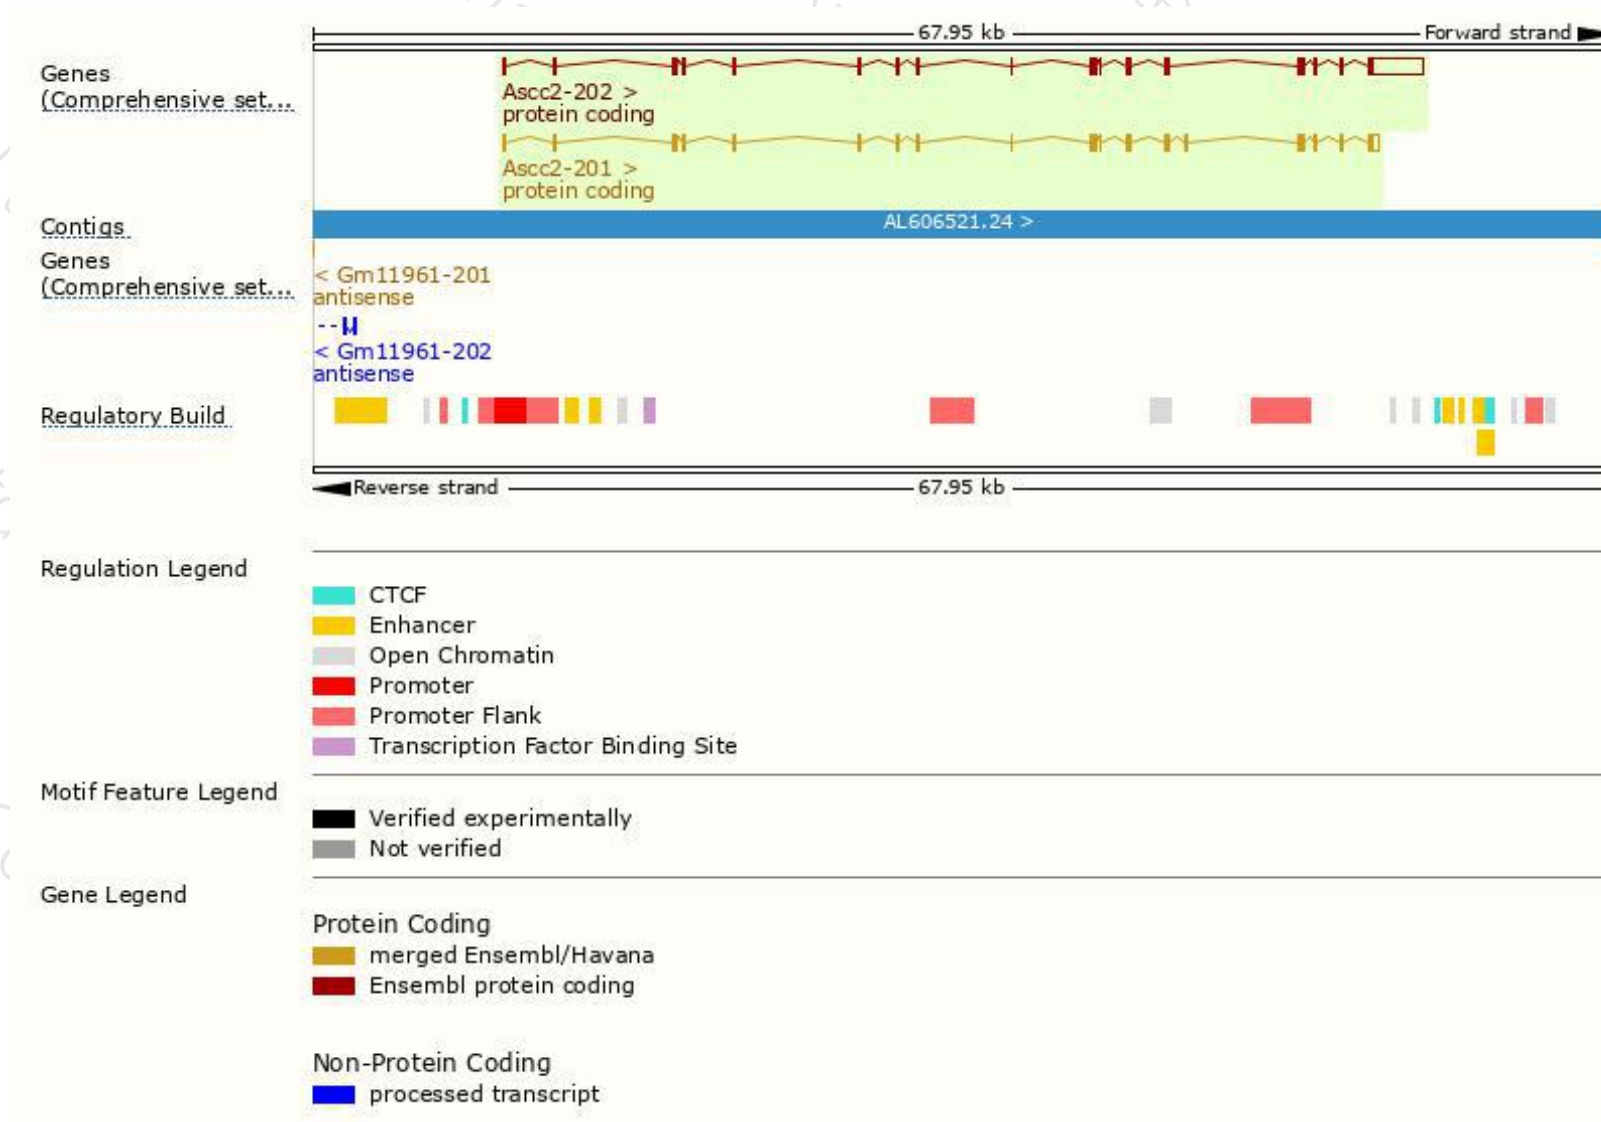 67.95 kb
Forward strand
Genes
(Comprehensive set...
Ascc2-202 >
protein coding
Ascc2-201 >
protein coding
Contigs
AL606521.24 >
Genes
(Comprehensive set...
< Gm11961-201
antisense
< Gm11961-202
antisense
Regulatory Build
Reverse strand
67.95 kb
Regulation Legend
CTCF
Enhancer
Open Chromatin
Promoter
Promoter Flank
Transcription Factor Binding Site
Motif Feature Legend
Verified experimentally
Not verified
Gene Legend
Protein Coding
merged Ensembl/Havana
Ensembl protein coding
Non-Protein Coding
processed transcript